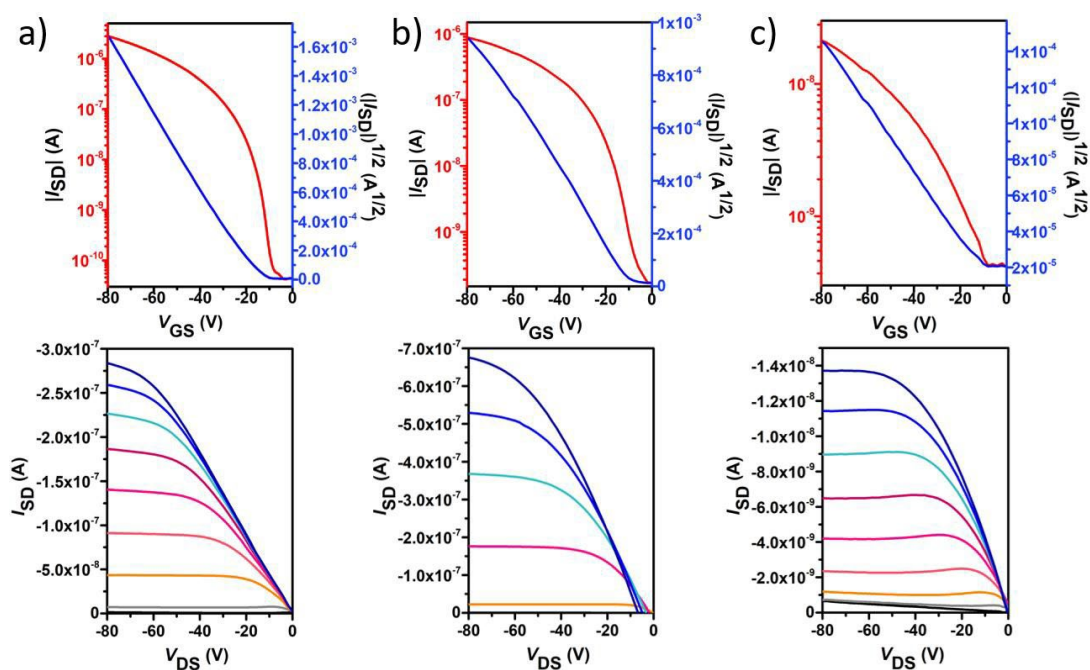 a)
|I_SD| (A)
10⁻⁶
10⁻⁷
10⁻⁸
10⁻⁹
10⁻¹⁰
1.6x10⁻³
1.4x10⁻³
1.2x10⁻³
1.0x10⁻³
8.0x10⁻⁴
6.0x10⁻⁴
4.0x10⁻⁴
2.0x10⁻⁴
0.0
(|I_SD|)^1/2 (A^1/2)
-80 -60 -40 -20 0
V_GS (V)
b)
|I_SD| (A)
10⁻⁶
10⁻⁷
10⁻⁸
10⁻⁹
1x10⁻³
8x10⁻⁴
6x10⁻⁴
4x10⁻⁴
2x10⁻⁴
0
(|I_SD|)^1/2 (A^1/2)
-80 -60 -40 -20 0
V_GS (V)
c)
|I_SD| (A)
10⁻⁸
10⁻⁹
1x10⁻⁴
1x10⁻⁴
1x10⁻⁴
8x10⁻⁵
6x10⁻⁵
4x10⁻⁵
2x10⁻⁵
(|I_SD|)^1/2 (A^1/2)
-80 -60 -40 -20 0
V_GS (V)
I_SD (A)
-3.0x10⁻⁷
-2.5x10⁻⁷
-2.0x10⁻⁷
-1.5x10⁻⁷
-1.0x10⁻⁷
-5.0x10⁻⁸
0
-80 -60 -40 -20 0
V_DS (V)
I_SD (A)
-7.0x10⁻⁷
-6.0x10⁻⁷
-5.0x10⁻⁷
-4.0x10⁻⁷
-3.0x10⁻⁷
-2.0x10⁻⁷
-1.0x10⁻⁷
0
-80 -60 -40 -20 0
V_DS (V)
I_SD (A)
-1.4x10⁻⁸
-1.2x10⁻⁸
-1.0x10⁻⁸
-8.0x10⁻⁹
-6.0x10⁻⁹
-4.0x10⁻⁹
-2.0x10⁻⁹
0
-80 -60 -40 -20 0
V_DS (V)